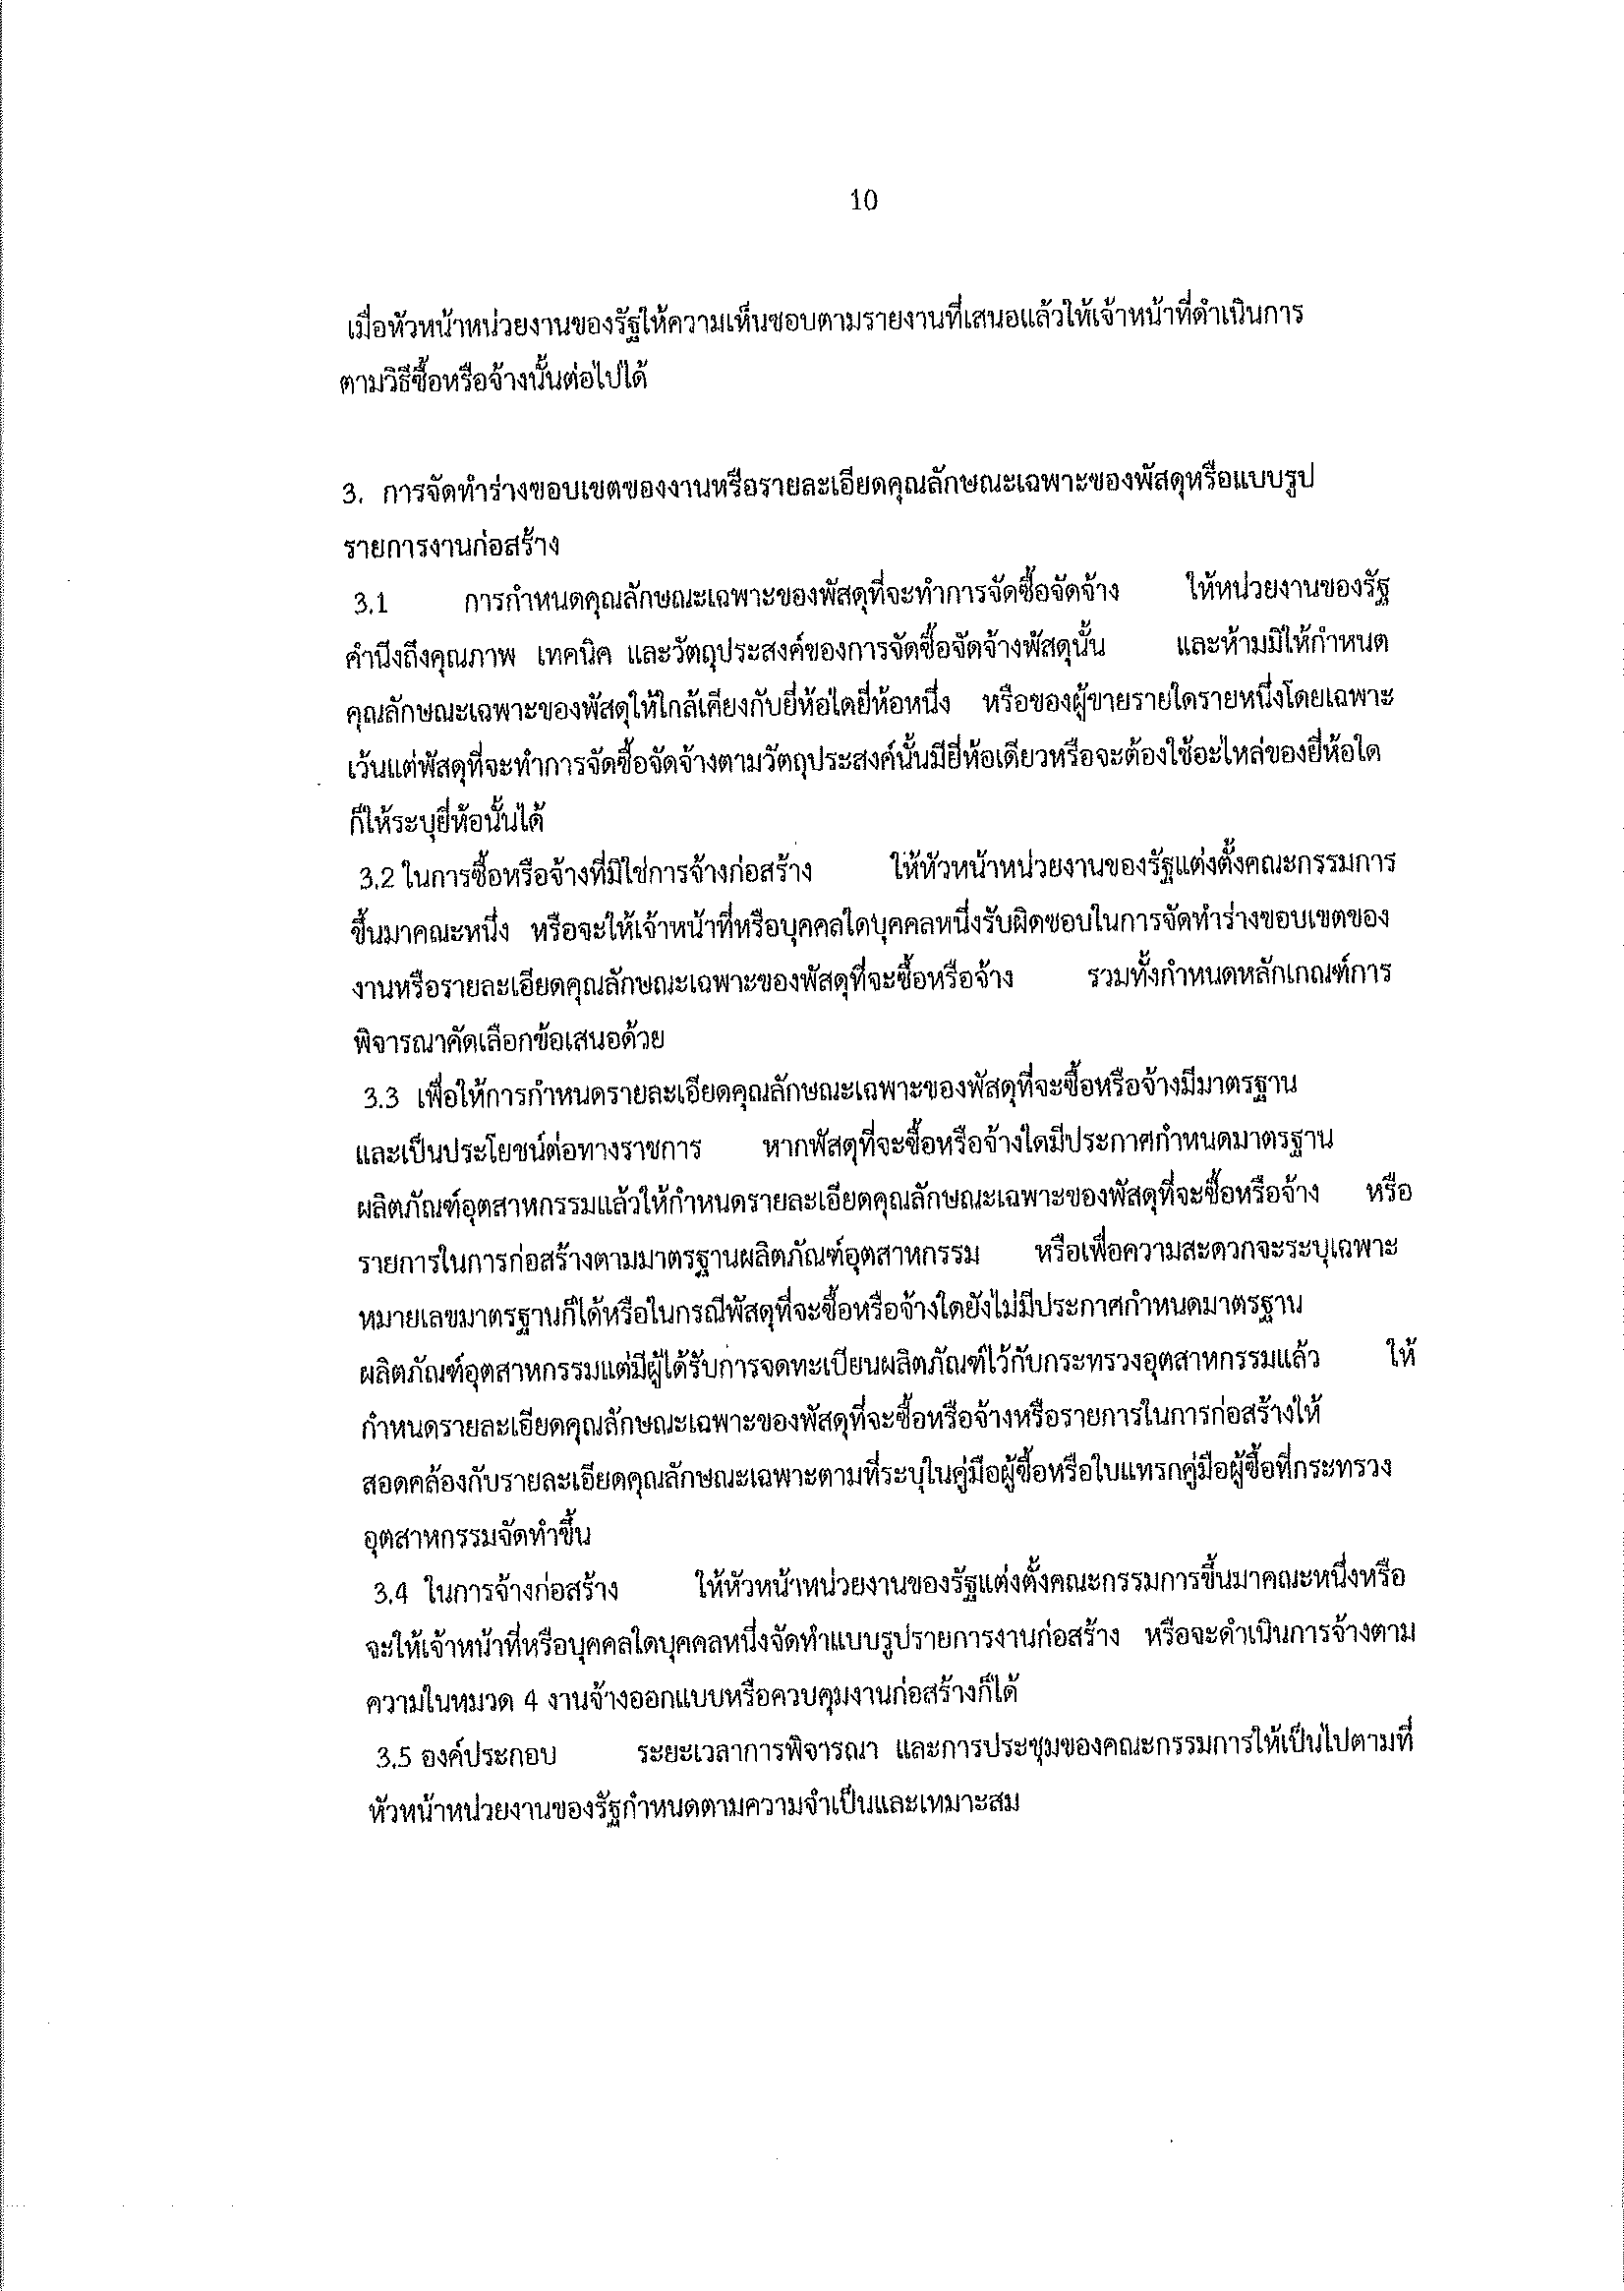 10
เมื่อหัวหน้าหน่วยงานของรัฐให้ความเห็นชอบตามรายงานที่เสนอแล้วให้เจ้าหน้าที่ดำเนินการ
ตามวิธีซื้อหรือจ้างนั้นต่อไปได้
3. การจัดทำร่างขอบเขตของงานหรือรายละเอียดคุณลักษณะเฉพาะของพัสดุหรือแบบรูป
รายการงานก่อสร้าง
3.1 การกำหนดคุณลักษณะเฉพาะของพัสดุที่จะทำการจัดซื้อจัดจ้าง ให้หน่วยงานของรัฐ
คำนึงถึงคุณภาพ เทคนิค และวัตถุประสงค์ของการจัดซื้อจัดจ้างพัสดุนั้น และห้ามมิให้กำหนด
คุณลักษณะเฉพาะของพัสดุให้ใกล้เคียงกับยี่ห้อใดยี่ห้อหนึ่ง หรือของผู้ขายรายใดรายหนึ่งโดยเฉพาะ
เว้นแต่พัสดุที่จะทำการจัดซื้อจัดจ้างตามวัตถุประสงค์นั้นมียี่ห้อเดียวหรือจะต้องใช้อะไหล่ของยี่ห้อใด
ก็ให้ระบุยี่ห้อนั้นได้
3.2 ในการซื้อหรือจ้างที่มิใช่การจ้างก่อสร้าง ให้หัวหน้าหน่วยงานของรัฐแต่งตั้งคณะกรรมการ
ขึ้นมาคณะหนึ่ง หรือจะให้เจ้าหน้าที่หรือบุคคลใดบุคคลหนึ่งรับผิดชอบในการจัดทำร่างขอบเขตของ
งานหรือรายละเอียดคุณลักษณะเฉพาะของพัสดุที่จะซื้อหรือจ้าง รวมทั้งกำหนดหลักเกณฑ์การ
พิจารณาคัดเลือกข้อเสนอด้วย
3.3 เพื่อให้การกำหนดรายละเอียดคุณลักษณะเฉพาะของพัสดุที่จะซื้อหรือจ้างมีมาตรฐาน
และเป็นประโยชน์ต่อทางราชการ หากพัสดุที่จะซื้อหรือจ้างใดมีประกาศกำหนดมาตรฐาน
ผลิตภัณฑ์อุตสาหกรรมแล้วให้กำหนดรายละเอียดคุณลักษณะเฉพาะของพัสดุที่จะซื้อหรือจ้าง หรือ
รายการในการก่อสร้างตามมาตรฐานผลิตภัณฑ์อุตสาหกรรม หรือเพื่อความสะดวกจะระบุเฉพาะ
หมายเลขมาตรฐานก็ได้หรือในกรณีพัสดุที่จะซื้อหรือจ้างใดยังไม่มีประกาศกำหนดมาตรฐาน
ผลิตภัณฑ์อุตสาหกรรมแต่มีผู้ได้รับการจดทะเบียนผลิตภัณฑ์ไว้กับกระทรวงอุตสาหกรรมแล้ว ให้
กำหนดรายละเอียดคุณลักษณะเฉพาะของพัสดุที่จะซื้อหรือจ้างหรือรายการในการก่อสร้างให้
สอดคล้องกับรายละเอียดคุณลักษณะเฉพาะตามที่ระบุในคู่มือผู้ซื้อหรือใบแทรกคู่มือผู้ซื้อที่กระทรวง
อุตสาหกรรมจัดทำขึ้น
3.4 ในการจ้างก่อสร้าง ให้หัวหน้าหน่วยงานของรัฐแต่งตั้งคณะกรรมการขึ้นมาคณะหนึ่งหรือ
จะให้เจ้าหน้าที่หรือบุคคลใดบุคคลหนึ่งจัดทำแบบรูปรายการงานก่อสร้าง หรือจะดำเนินการจ้างตาม
ความในหมวด 4 งานจ้างออกแบบหรือควบคุมงานก่อสร้างก็ได้
3.5 องค์ประกอบ ระยะเวลาการพิจารณา และการประชุมของคณะกรรมการให้เป็นไปตามที่
หัวหน้าหน่วยงานของรัฐกำหนดตามความจำเป็นและเหมาะสม